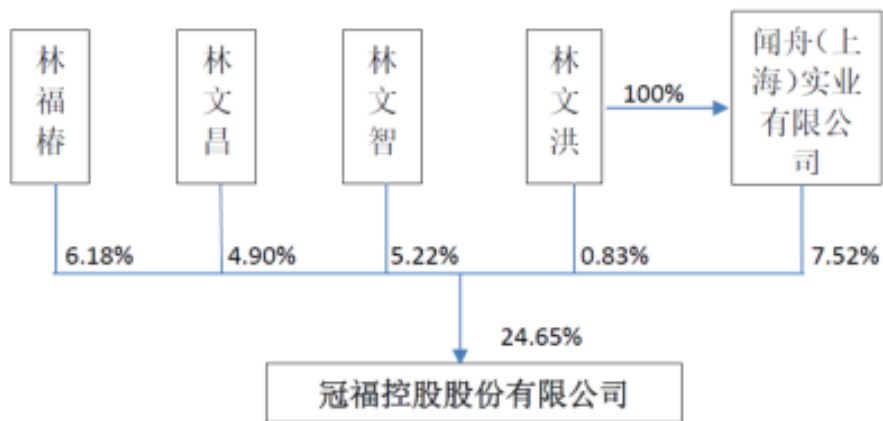 林
福
椿
林
文
昌
林
文
智
林
文
洪
100%
闻舟(上
海)实业
有限公
司
6.18%
4.90%
5.22%
0.83%
7.52%
24.65%
冠福控股股份有限公司